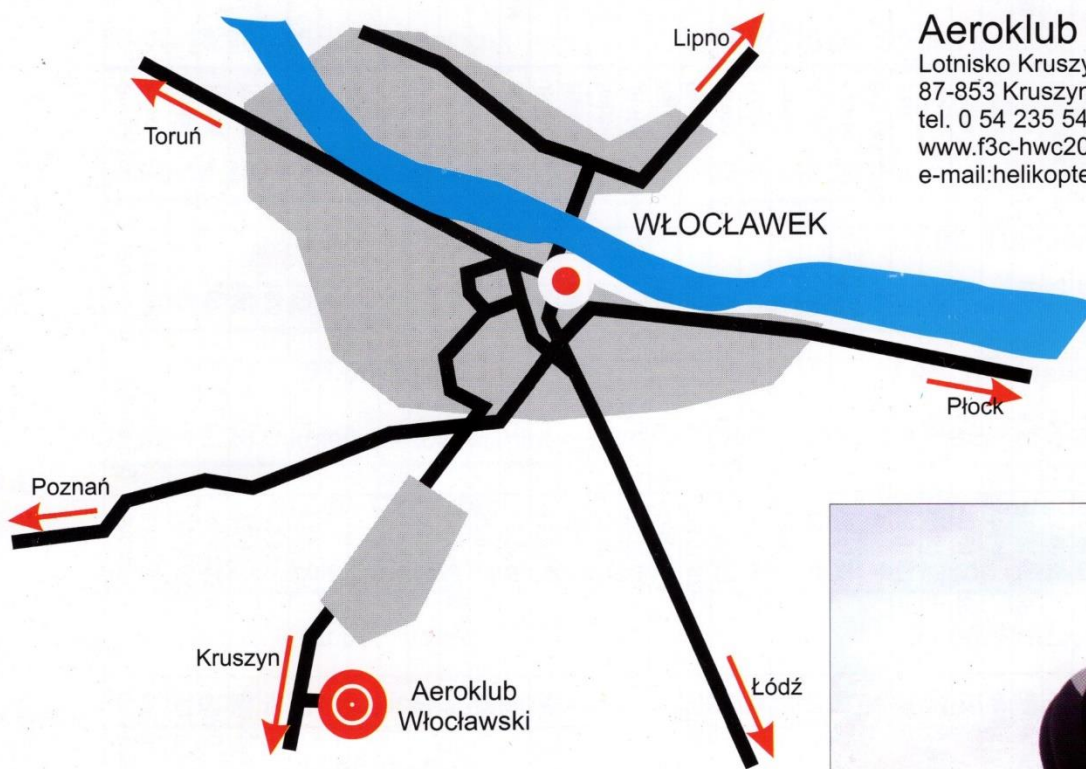 Aeroklub
Lotnisko Kruszy
87-853 Kruszyn
tel. 0 54 235 54
www.f3c-hwc20
e-mail:helikopte
Lipno
Toruń
WŁOCŁAWEK
Płock
Poznań
Kruszyn
Aeroklub
Włocławski
Łódź